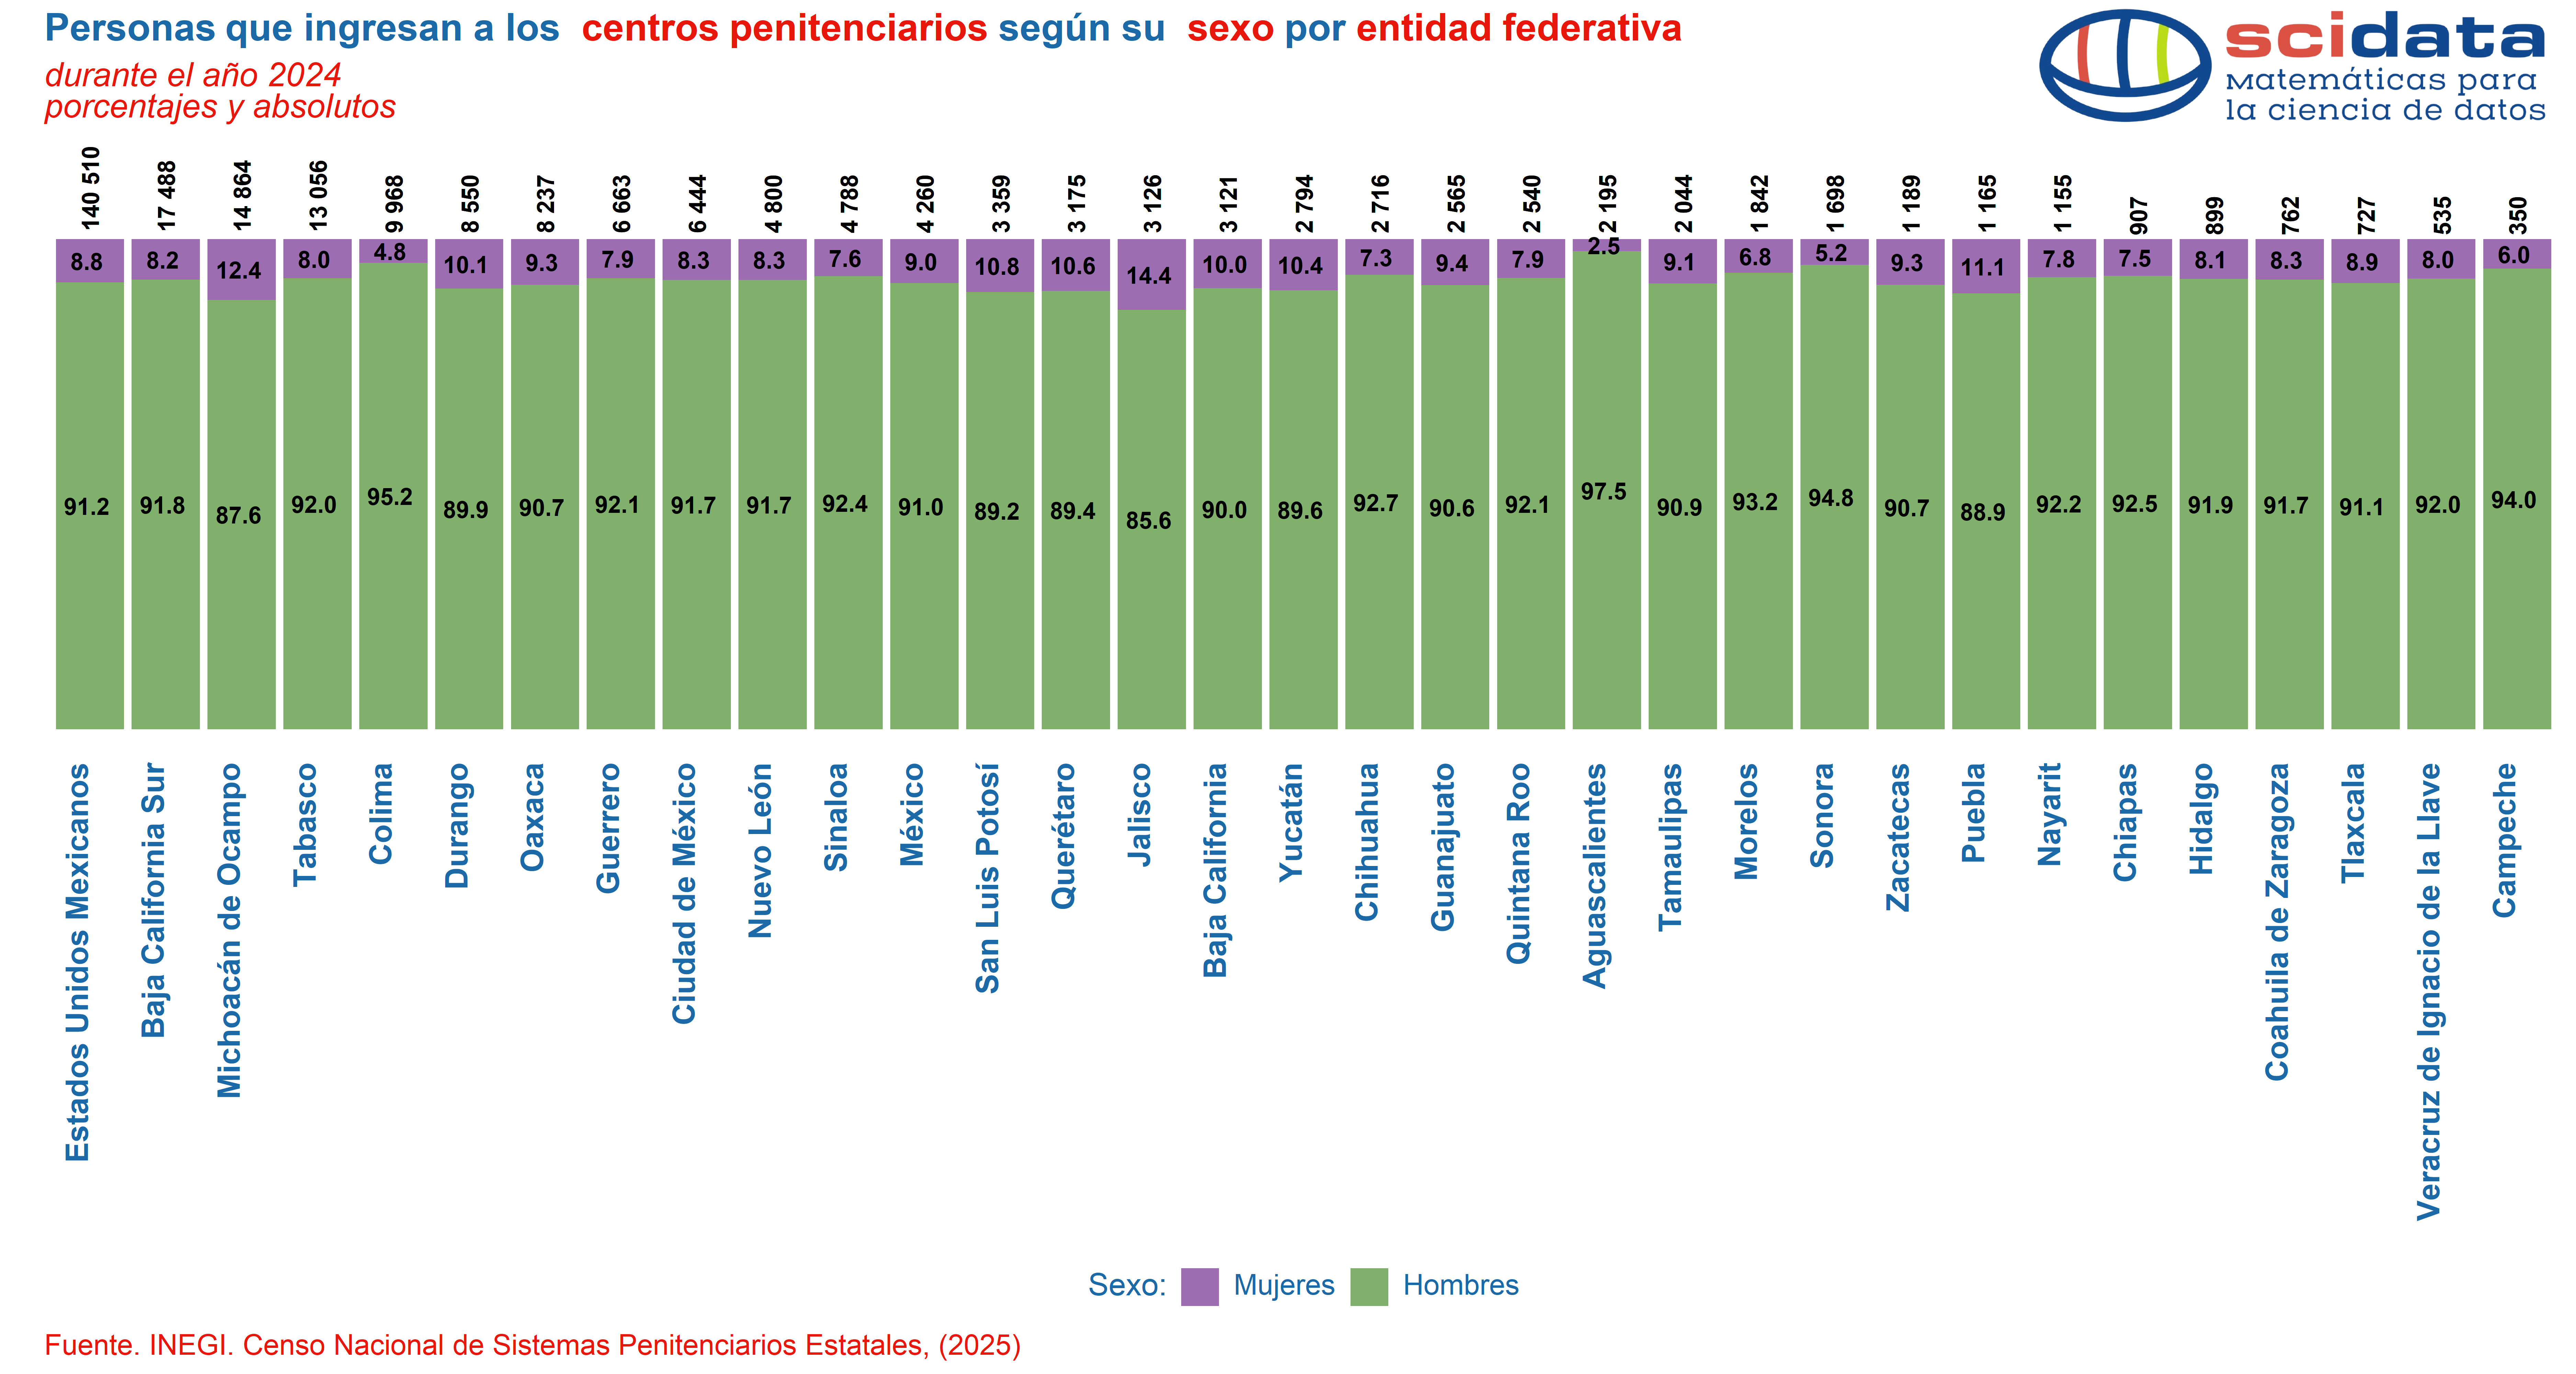 Personas que ingresan a los centros penitenciarios según su sexo por entidad federativa
durante el año 2024
porcentajes y absolutos
scidata
Matemáticas para
la ciencia de datos
140 510 17 488 14 864 13 056 9 968 8 550 8 237 6 663 6 444 4 800 4 788 4 260 3 359 3 175 3 126 3 121 2 794 2 716 2 565 2 540 2 195 2 044 1 842 1 698 1 189 1 165 1 155 907 899 762 727 535 350
8.8 8.2 12.4 8.0 4.8 10.1 9.3 7.9 8.3 8.3 7.6 9.0 10.8 10.6 14.4 10.0 10.4 7.3 9.4 7.9 2.5 9.1 6.8 5.2 9.3 11.1 7.8 7.5 8.1 8.3 8.9 8.0 6.0
91.2 91.8 87.6 92.0 95.2 89.9 90.7 92.1 91.7 91.7 92.4 91.0 89.2 89.4 85.6 90.0 89.6 92.7 90.6 92.1 97.5 90.9 93.2 94.8 90.7 88.9 92.2 92.5 91.9 91.7 91.1 92.0 94.0
Estados Unidos Mexicanos
Baja California Sur
Michoacán de Ocampo
Tabasco
Colima
Durango
Oaxaca
Guerrero
Ciudad de México
Nuevo León
Sinaloa
México
San Luis Potosí
Querétaro
Jalisco
Baja California
Yucatán
Chihuahua
Guanajuato
Quintana Roo
Aguascalientes
Tamaulipas
Morelos
Sonora
Zacatecas
Puebla
Nayarit
Chiapas
Hidalgo
Coahuila de Zaragoza
Tlaxcala
Veracruz de Ignacio de la Llave
Campeche
Sexo: Mujeres Hombres
Fuente. INEGI. Censo Nacional de Sistemas Penitenciarios Estatales, (2025)